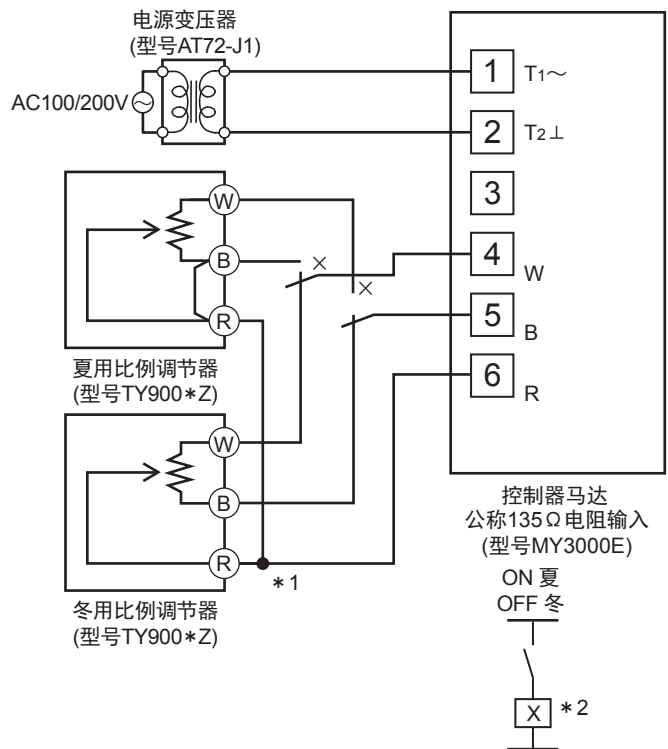 电源变压器
(型号AT72-J1)
AC100/200V
1 T1～
2 T2⊥
3
4 W
5 B
6 R
W
B
R
夏用比例调节器
(型号TY900*Z)
×
×
W
B
R
*1
冬用比例调节器
(型号TY900*Z)
控制器马达
公称135Ω电阻输入
(型号MY3000E)
ON 夏
OFF 冬
X *2